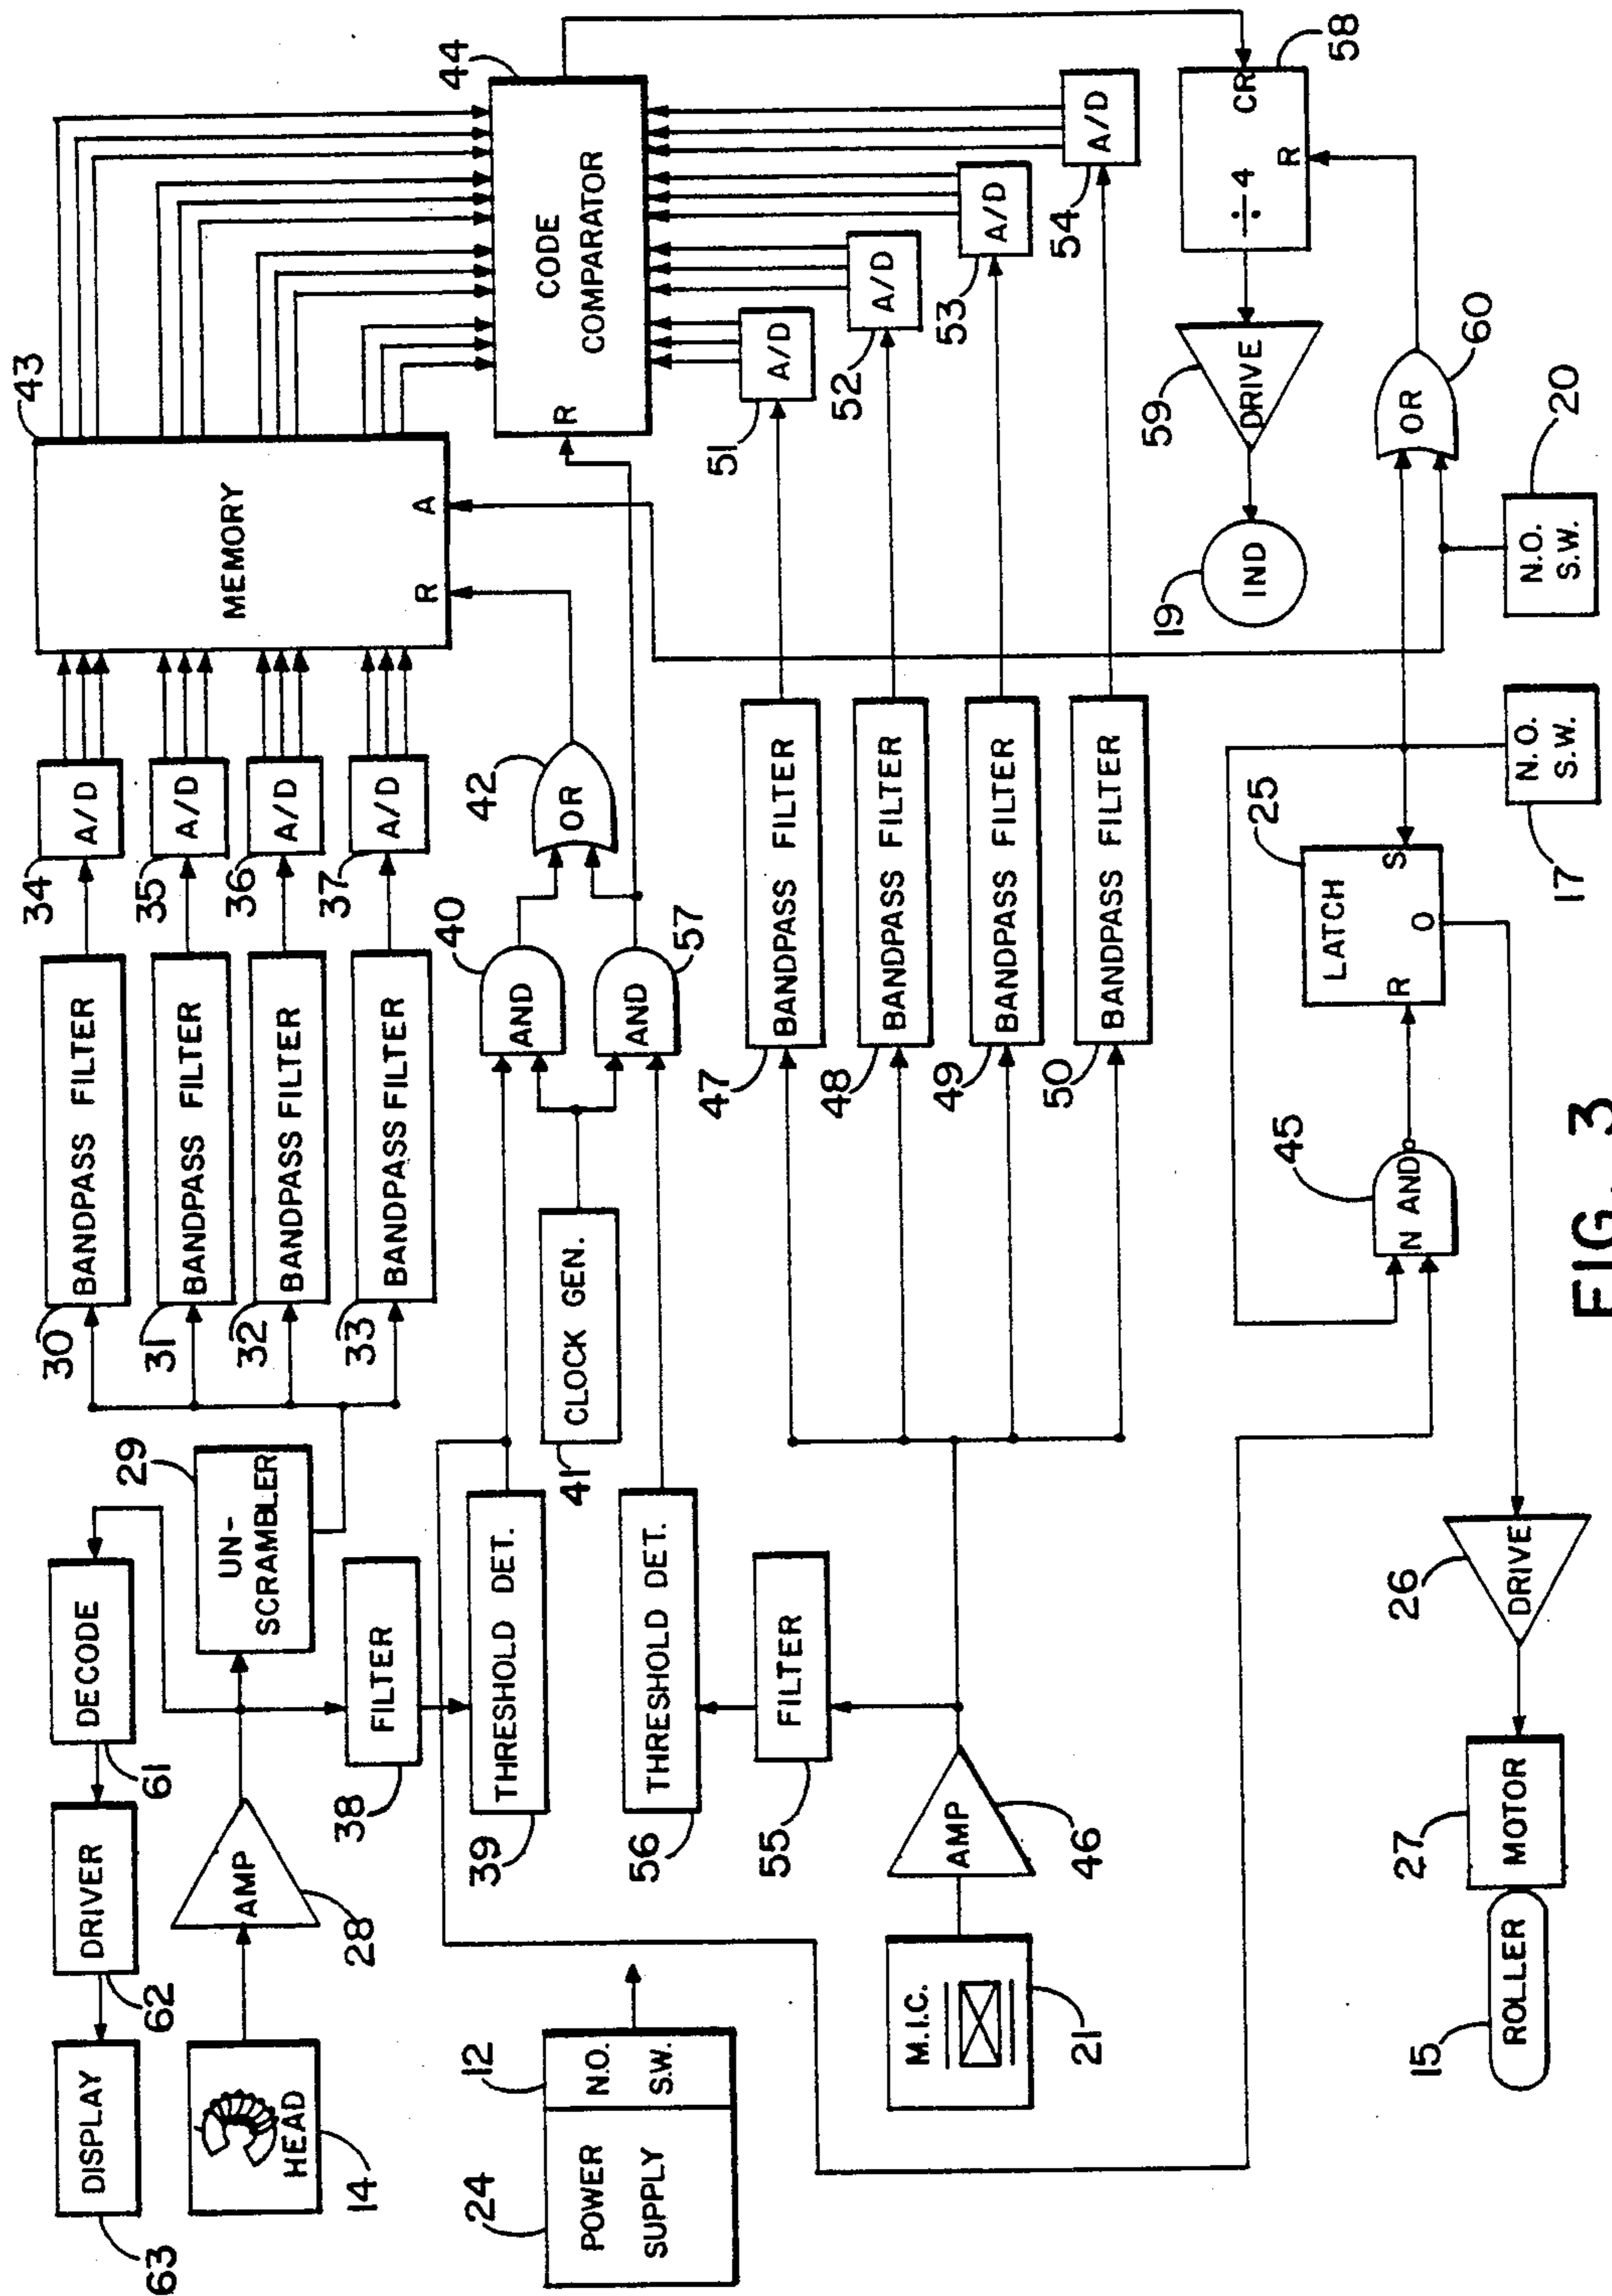 63
DISPLAY
62
DRIVER
61
DECODE
14
HEAD
28
AMP
29
UN-
SCRAMBLER
30
BANDPASS FILTER
31
BANDPASS FILTER
32
BANDPASS FILTER
33
BANDPASS FILTER
34
A/D
35
A/D
36
A/D
37
A/D
43
MEMORY
R
A
38
FILTER
39
THRESHOLD DET.
41
CLOCK GEN.
40
AND
57
AND
42
OR
44
CODE
COMPARATOR
R
24
POWER
SUPPLY
12
N.O.
S.W.
56
THRESHOLD DET.
55
FILTER
21
M.I.C.
46
AMP
47
BANDPASS FILTER
48
BANDPASS FILTER
49
BANDPASS FILTER
50
BANDPASS FILTER
51
A/D
52
A/D
53
A/D
54
A/D
58
÷4
CR
R
59
DRIVE
19
IND
60
OR
20
N.O.
S.W.
17
N.O.
S.W.
25
LATCH
R
O
S
45
N AND
26
DRIVE
27
MOTOR
15
ROLLER
FIG. 3